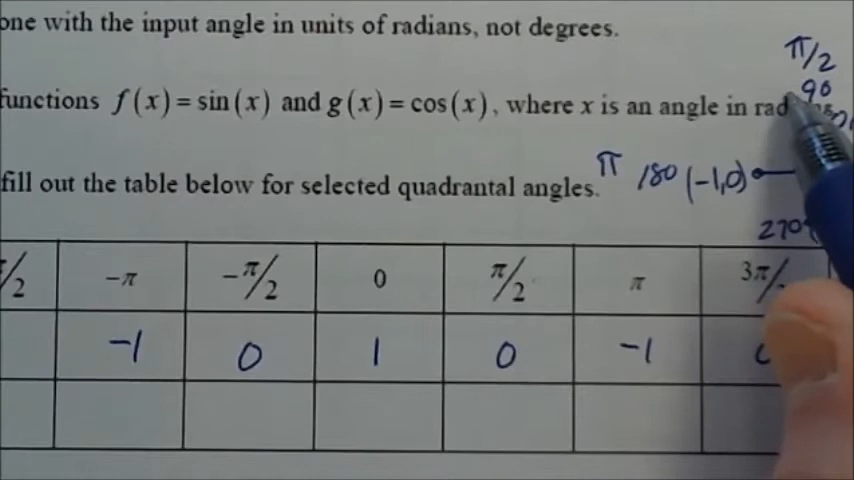 one with the input angle in units of radians, not degrees.
π/2
90
functions f(x) = sin(x) and g(x) = cos(x), where x is an angle in
fill out the table below for selected quadrantal angles.
π 180 (-1,0)
270
-π -π/2 0 π/2 π 3π/
-1 0 1 0 -1